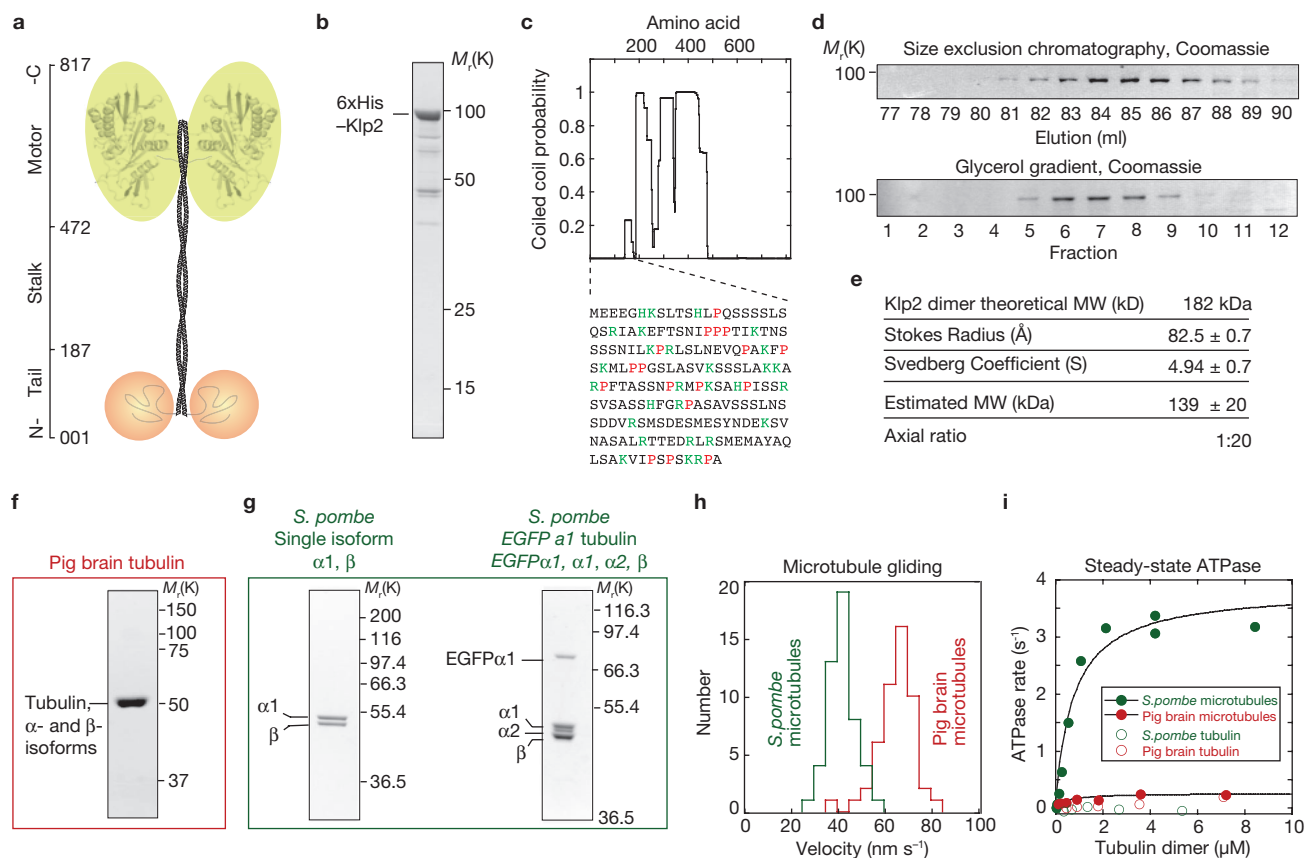 a
817
-C
Motor
472
Stalk
187
Tail
N-
001
b
Mr(K)
6xHis
–Klp2
100
50
25
15
c
Amino acid
200 400 600
Coiled coil probability
1
0.8
0.6
0.4
0.2
MEEEGHKSLTSHLPQSSSSLS
QSRIAKEFTSNIPPPTIKTNS
SSSNILKPRLSLNEVQPAKFP
SKMLPPGSLASVKSSSLAKKA
RPFTASSNPRMPKSAHPISSR
SVSASSHFGRPASAVSSSLNS
SDDVRSMSDESMESYNDEKSV
NASALRTTEDRLRSMEMAYAQ
LSAKVIPSPSKRPA
d
Mr(K)
Size exclusion chromatography, Coomassie
100
77 78 79 80 81 82 83 84 85 86 87 88 89 90
Elution (ml)
Glycerol gradient, Coomassie
100
1 2 3 4 5 6 7 8 9 10 11 12
Fraction
e
Klp2 dimer theoretical MW (kD) 182 kDa
Stokes Radius (Å) 82.5 ± 0.7
Svedberg Coefficient (S) 4.94 ± 0.7
Estimated MW (kDa) 139 ± 20
Axial ratio 1:20
f
Pig brain tubulin
Mr(K)
-150
-100
-75
-50
-37
Tubulin,
α- and β-
isoforms
g
S. pombe
Single isoform
α1, β
Mr(K)
200
116
97.4
66.3
55.4
36.5
α1
β
S. pombe
EGFP a1 tubulin
EGFPα1, α1, α2, β
Mr(K)
-116.3
-97.4
-66.3
-55.4
36.5
EGFPα1
α1
α2
β
h
Microtubule gliding
Number
20
15
10
5
0
S.pombe
microtubules
Pig brain
microtubules
0 20 40 60 80 100
Velocity (nm s⁻¹)
i
Steady-state ATPase
ATPase rate (s⁻¹)
4
3
2
1
0
S.pombe microtubules
Pig brain microtubules
S.pombe tubulin
Pig brain tubulin
0 2 4 6 8 10
Tubulin dimer (µM)